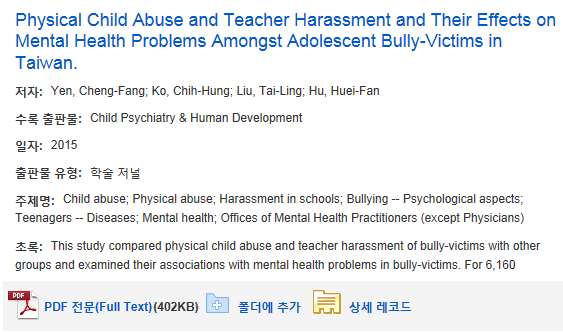 Physical Child Abuse and Teacher Harassment and Their Effects on
Mental Health Problems Amongst Adolescent Bully-Victims in
Taiwan.
저자: Yen, Cheng-Fang; Ko, Chih-Hung; Liu, Tai-Ling; Hu, Huei-Fan
수록 출판물: Child Psychiatry & Human Development
일자: 2015
출판물 유형: 학술 저널
주제명: Child abuse; Physical abuse; Harassment in schools; Bullying -- Psychological aspects;
Teenagers -- Diseases; Mental health; Offices of Mental Health Practitioners (except Physicians)
초록: This study compared physical child abuse and teacher harassment of bully-victims with other
groups and examined their associations with mental health problems in bully-victims. For 6,160
PDF PDF 전문(Full Text)(402KB) 폴더에 추가 상세 레코드